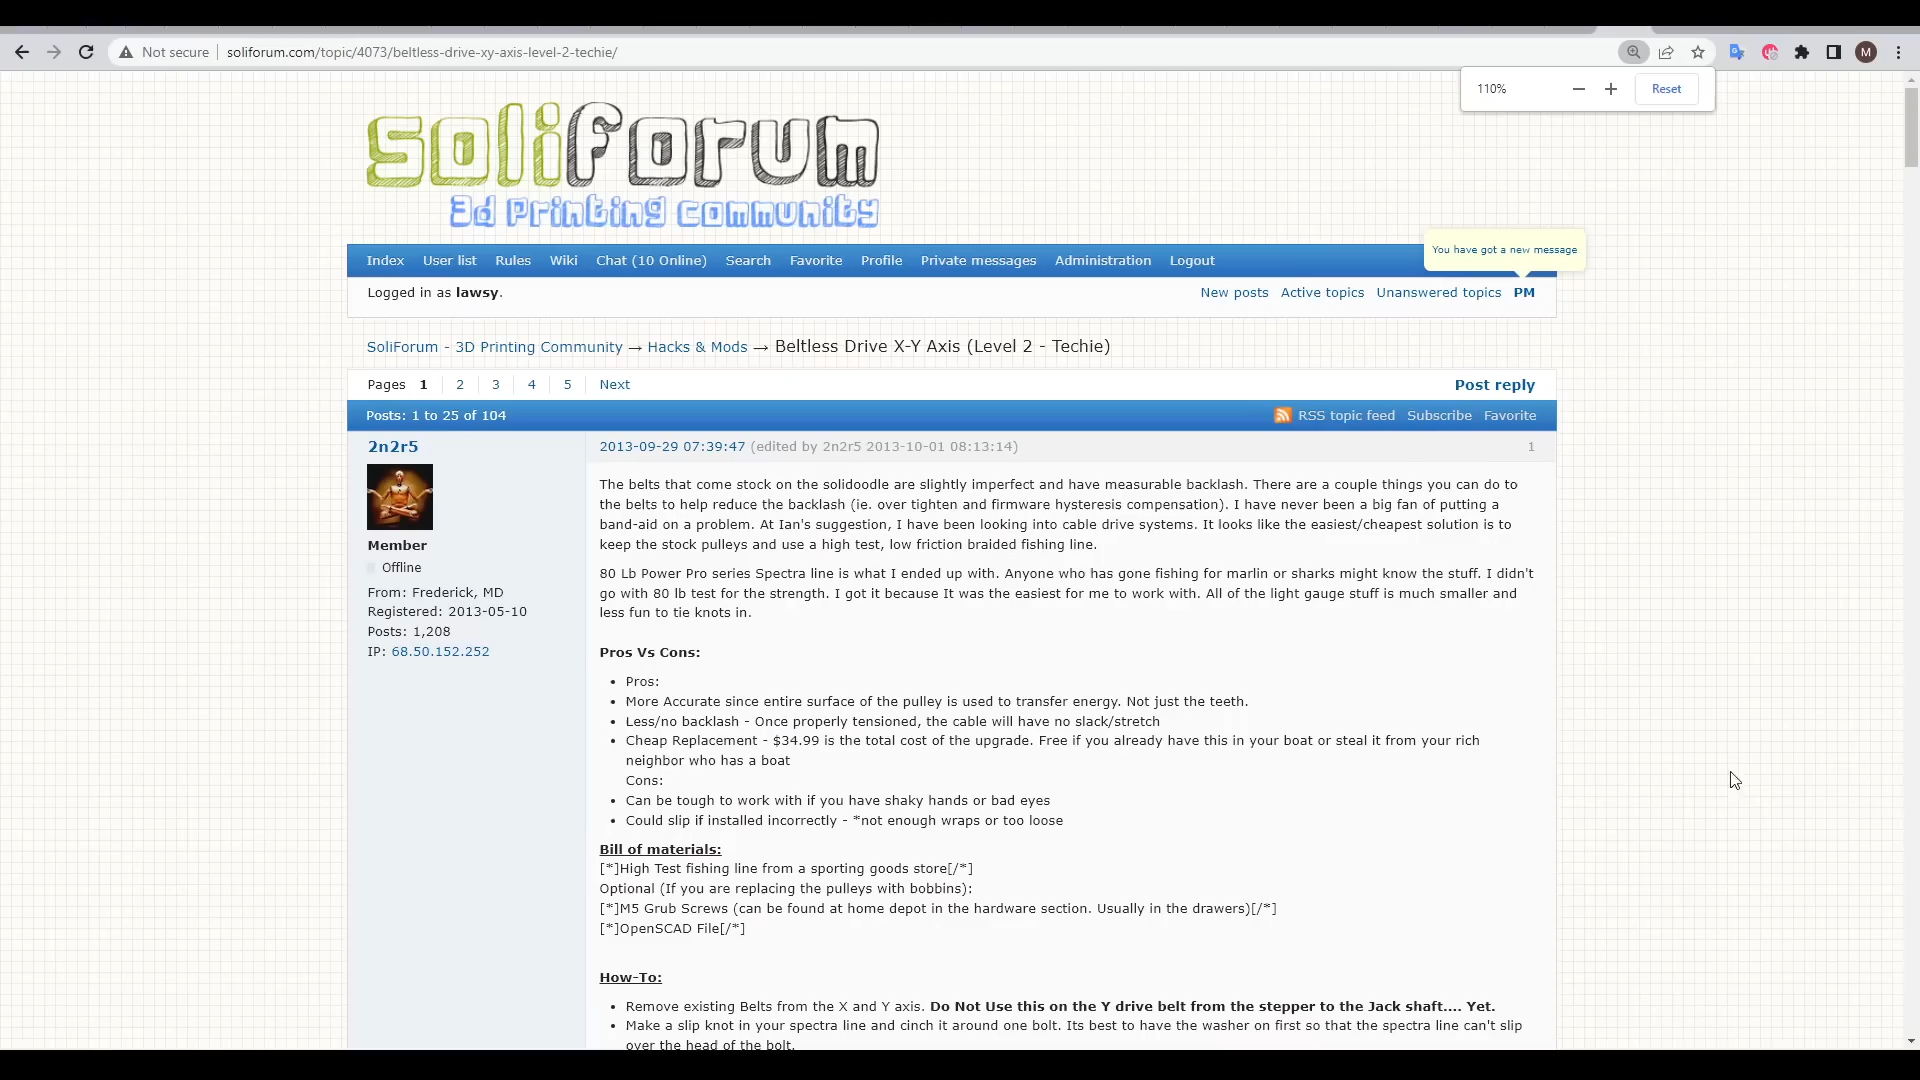 Not secure soliforum.com/topic/4073/beltless-drive-xy-axis-level-2-techie/ M
110% Reset
soliforum
3d Printing Community
You have got a new message
Index User list Rules Wiki Chat (10 Online) Search Favorite Profile Private messages Administration Logout
Logged in as lawsy. New posts Active topics Unanswered topics PM
SoliForum - 3D Printing Community → Hacks & Mods → Beltless Drive X-Y Axis (Level 2 - Techie)
Pages 1 2 3 4 5 Next Post reply
Posts: 1 to 25 of 104 RSS topic feed Subscribe Favorite
2n2r5 2013-09-29 07:39:47 (edited by 2n2r5 2013-10-01 08:13:14) 1
Member
Offline
From: Frederick, MD
Registered: 2013-05-10
Posts: 1,208
IP: 68.50.152.252
The belts that come stock on the solidoodle are slightly imperfect and have measurable backlash. There are a couple things you can do to
the belts to help reduce the backlash (ie. over tighten and firmware hysteresis compensation). I have never been a big fan of putting a
band-aid on a problem. At Ian's suggestion, I have been looking into cable drive systems. It looks like the easiest/cheapest solution is to
keep the stock pulleys and use a high test, low friction braided fishing line.
80 Lb Power Pro series Spectra line is what I ended up with. Anyone who has gone fishing for marlin or sharks might know the stuff. I didn't
go with 80 lb test for the strength. I got it because It was the easiest for me to work with. All of the light gauge stuff is much smaller and
less fun to tie knots in.
Pros Vs Cons:
• Pros:
• More Accurate since entire surface of the pulley is used to transfer energy. Not just the teeth.
• Less/no backlash - Once properly tensioned, the cable will have no slack/stretch
• Cheap Replacement - $34.99 is the total cost of the upgrade. Free if you already have this in your boat or steal it from your rich
neighbor who has a boat
Cons:
• Can be tough to work with if you have shaky hands or bad eyes
• Could slip if installed incorrectly - *not enough wraps or too loose
Bill of materials:
[*]High Test fishing line from a sporting goods store[/*]
Optional (If you are replacing the pulleys with bobbins):
[*]M5 Grub Screws (can be found at home depot in the hardware section. Usually in the drawers)[/*]
[*]OpenSCAD File[/*]
How-To:
• Remove existing Belts from the X and Y axis. Do Not Use this on the Y drive belt from the stepper to the Jack shaft.... Yet.
• Make a slip knot in your spectra line and cinch it around one bolt. Its best to have the washer on first so that the spectra line can't slip
over the head of the bolt.